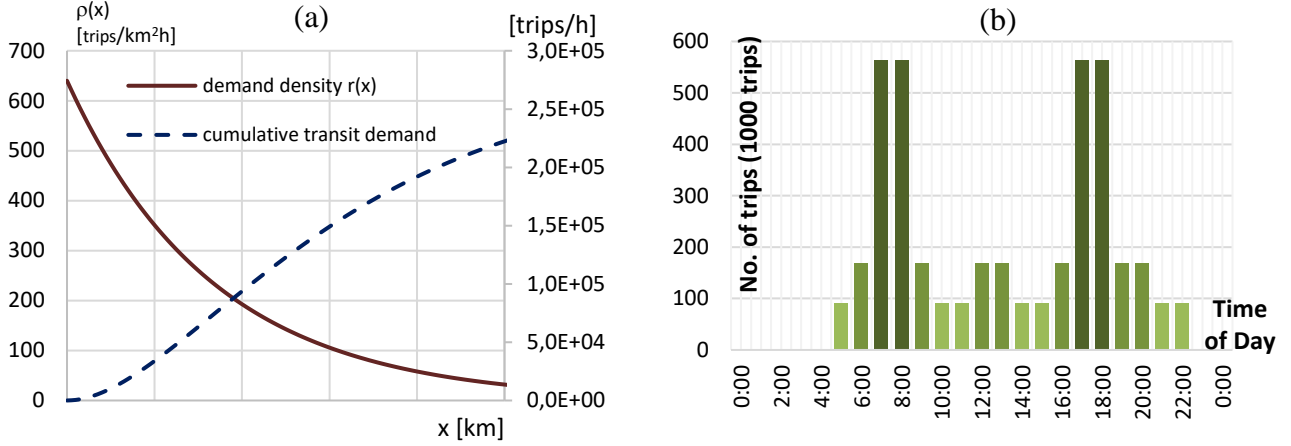 (a)
ρ(x)
[trips/km²h]
[trips/h]
700
600
500
400
300
200
100
0
3,0E+05
2,5E+05
2,0E+05
1,5E+05
1,0E+05
5,0E+04
0,0E+00
demand density r(x)
cumulative transit demand
x [km]
(b)
No. of trips (1000 trips)
600
500
400
300
200
100
0
0:00
2:00
4:00
6:00
8:00
10:00
12:00
14:00
16:00
18:00
20:00
22:00
0:00
Time
of Day